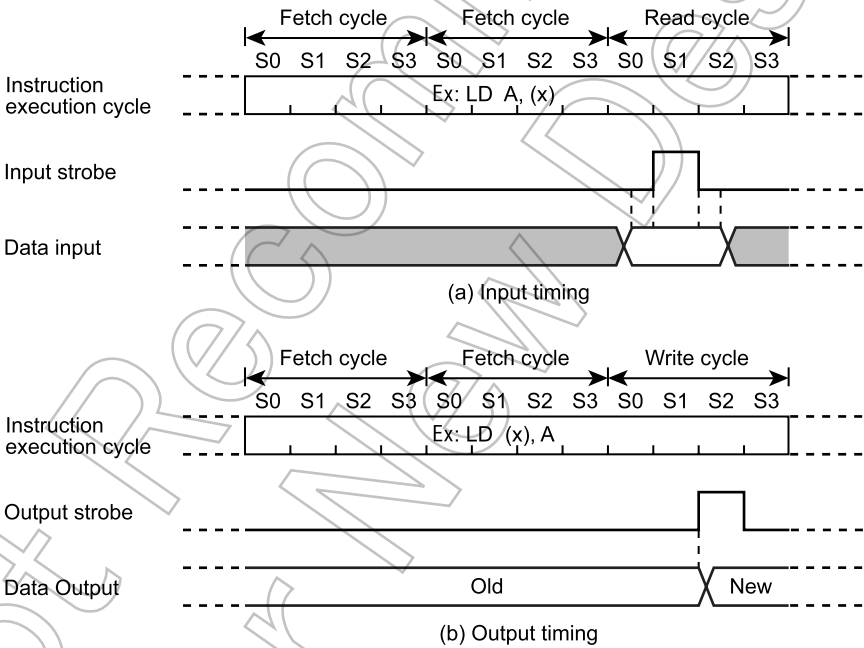 Fetch cycle Fetch cycle Read cycle
S0 S1 S2 S3 S0 S1 S2 S3 S0 S1 S2 S3
Instruction
execution cycle
Ex: LD A, (x)
Input strobe
Data input
(a) Input timing
Fetch cycle Fetch cycle Write cycle
S0 S1 S2 S3 S0 S1 S2 S3 S0 S1 S2 S3
Instruction
execution cycle
Ex: LD (x), A
Output strobe
Data Output
Old New
(b) Output timing